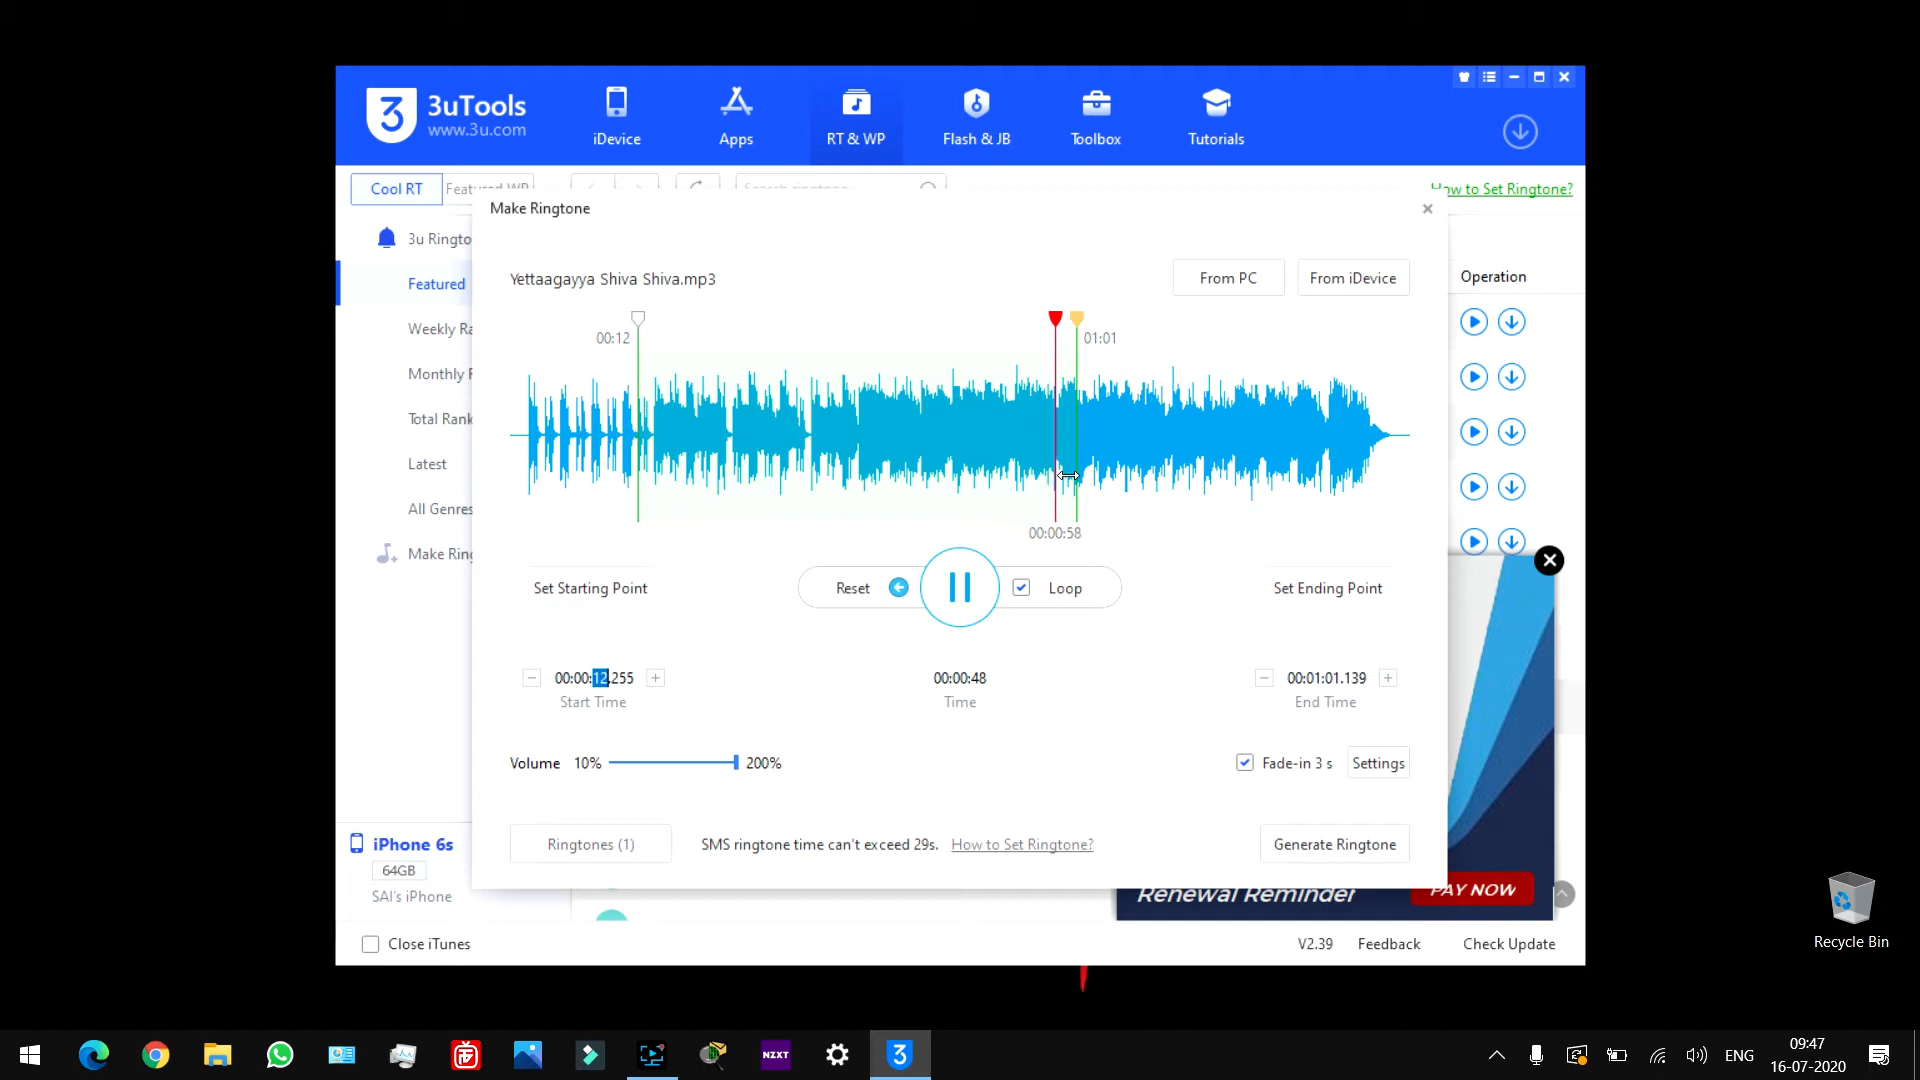 3uTools
www.3u.com
iDevice
Apps
RT & WP
Flash & JB
Toolbox
Tutorials
Cool RT
Featured WP
Search ringtone
How to Set Ringtone?
Make Ringtone
3u Ringto
Featured
Weekly Ra
Monthly R
Total Rank
Latest
All Genres
Make Ring
Yettaagayya Shiva Shiva.mp3
From PC
From iDevice
Operation
00:12
01:01
00:00:58
Set Starting Point
Reset
Loop
Set Ending Point
00:00:12.255
00:00:48
00:01:01.139
Start Time
Time
End Time
Volume 10% 200%
Fade-in 3 s
Settings
Ringtones (1)
SMS ringtone time can't exceed 29s.
How to Set Ringtone?
Generate Ringtone
iPhone 6s
64GB
SAI's iPhone
Renewal Reminder
PAY NOW
Close iTunes
V2.39
Feedback
Check Update
Recycle Bin
NZXT
ENG
09:47
16-07-2020